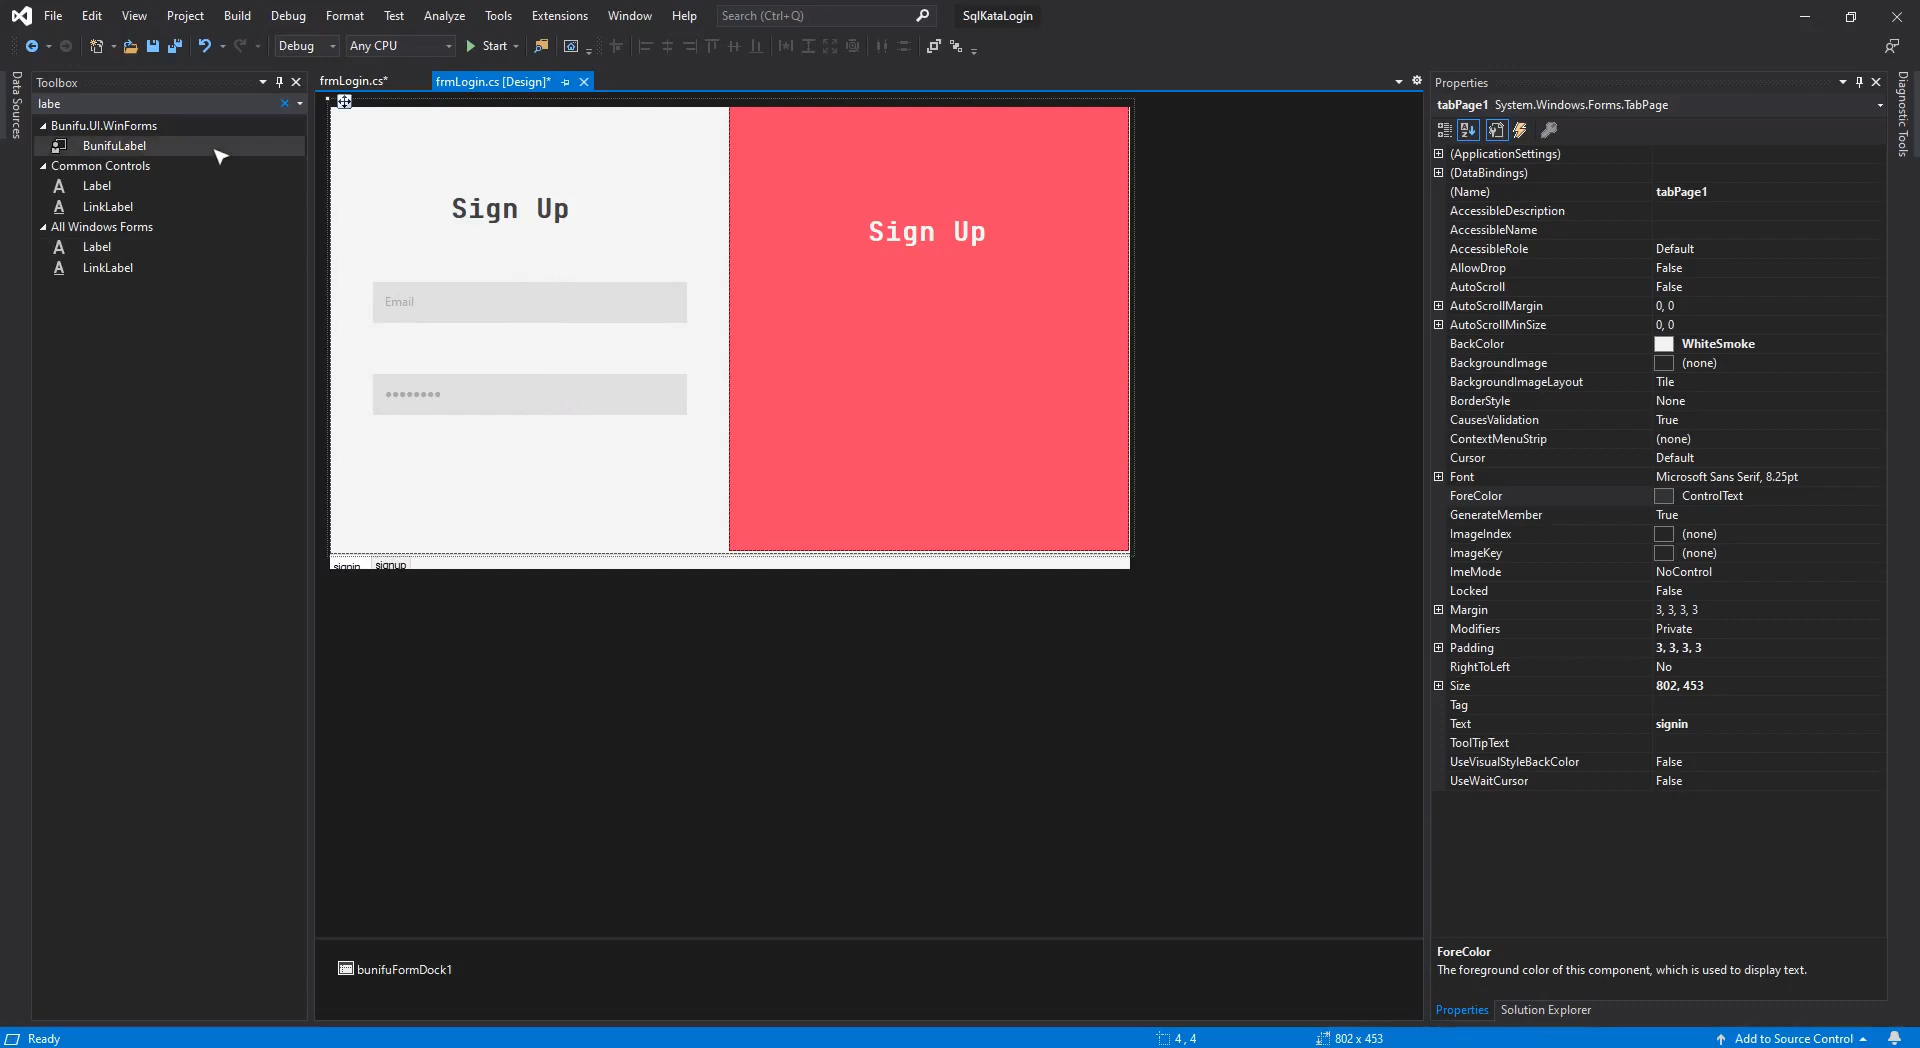 File Edit View Project Build Debug Format Test Analyze Tools Extensions Window Help Search (Ctrl+Q) SqlKataLogin
Debug Any CPU Start
Data Sources
Toolbox
labe
Bunifu.UI.WinForms
BunifuLabel
Common Controls
Label
LinkLabel
All Windows Forms
Label
LinkLabel
frmLogin.cs* frmLogin.cs [Design]*
Sign Up
Email
Sign Up
signin signup
bunifuFormDock1
Properties
tabPage1 System.Windows.Forms.TabPage
(ApplicationSettings)
(DataBindings)
(Name) tabPage1
AccessibleDescription
AccessibleName
AccessibleRole Default
AllowDrop False
AutoScroll False
AutoScrollMargin 0, 0
AutoScrollMinSize 0, 0
BackColor WhiteSmoke
BackgroundImage (none)
BackgroundImageLayout Tile
BorderStyle None
CausesValidation True
ContextMenuStrip (none)
Cursor Default
Font Microsoft Sans Serif, 8.25pt
ForeColor ControlText
GenerateMember True
ImageIndex (none)
ImageKey (none)
ImeMode NoControl
Locked False
Margin 3, 3, 3, 3
Modifiers Private
Padding 3, 3, 3, 3
RightToLeft No
Size 802, 453
Tag
Text signin
ToolTipText
UseVisualStyleBackColor False
UseWaitCursor False
ForeColor
The foreground color of this component, which is used to display text.
Properties Solution Explorer
Diagnostic Tools
Ready 4 , 4 802 x 453 Add to Source Control